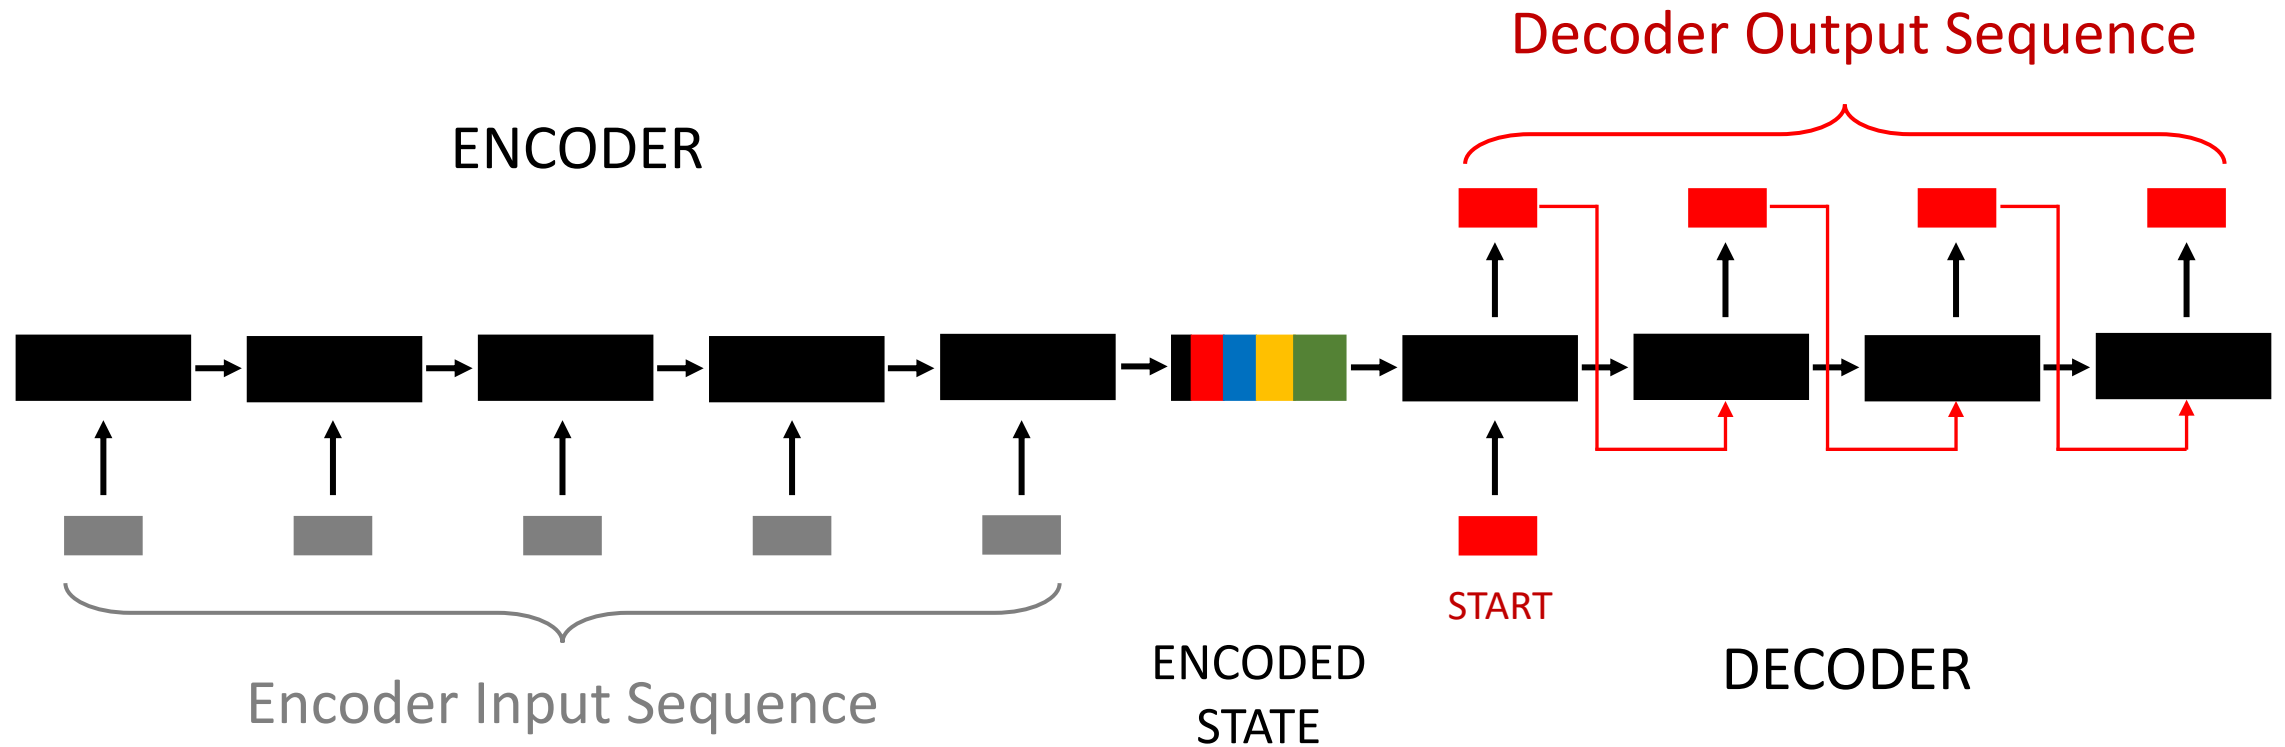 Decoder Output Sequence
ENCODER
START
ENCODED
STATE
DECODER
Encoder Input Sequence